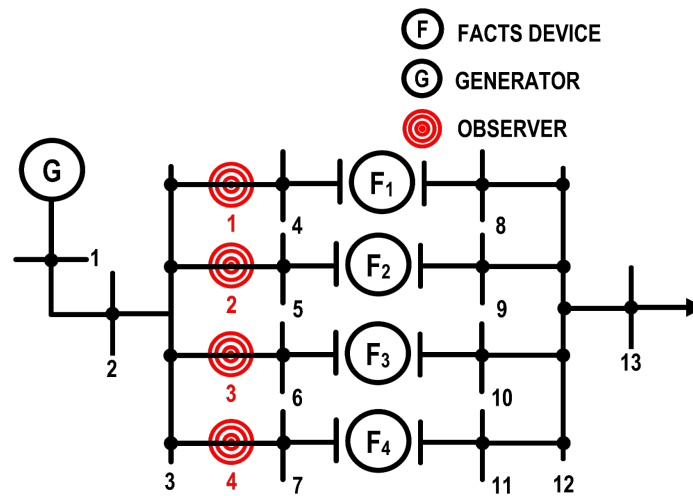 F FACTS DEVICE
G GENERATOR
OBSERVER
G
F₁
1 4 8
1
F₂
2 5 9
2
F₃
13
3 6 10
F₄
3 4 7 11 12